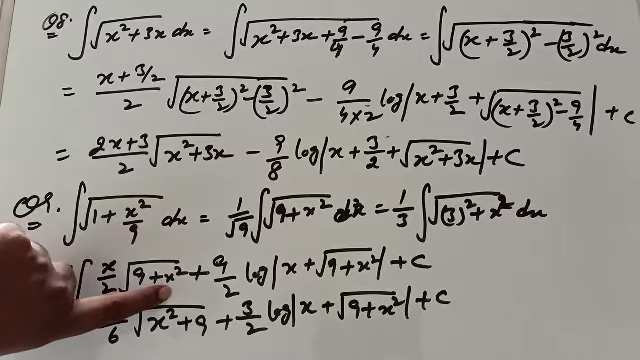 Q8. ∫√(x²+3x) dx = ∫√(x²+3x+9/4-9/4) dx = ∫√((x+3/2)²-(3/2)²) dx
= (x+3/2)/2 √((x+3/2)²-(3/2)²) - 9/(4×2) log|x+3/2+√((x+3/2)²-9/4)| + C
= (2x+3)/2 √(x²+3x) - 9/8 log|x+3/2+√(x²+3x)| + C
Q9. ∫√(1+x²/9) dx = 1/√9 ∫√(9+x²) dx = 1/3 ∫√((3)²+x²) dx
[x/2 √(9+x²) + 9/2 log|x+√(9+x²)| + C
/6 √(x²+9) + 3/2 log|x+√(9+x²)| + C